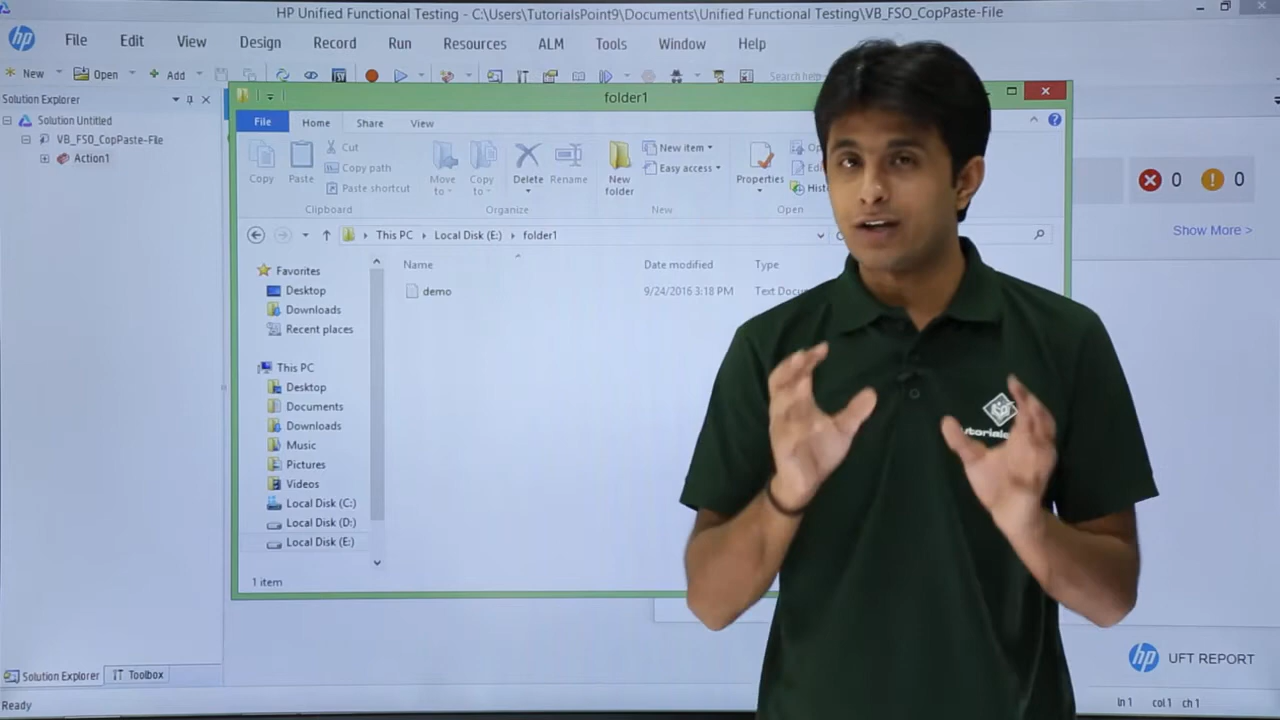 HP Unified Functional Testing - C:\Users\TutorialsPoint9\Documents\Unified Functional Testing\VB_FSO_CopPaste-File
hp File Edit View Design Record Run Resources ALM Tools Window Help
New Open Add Search help
Solution Explorer
Solution Untitled
VB_FSO_CopPaste-File
Action1
folder1
File Home Share View
Copy
Paste
Cut
Copy path
Paste shortcut
Clipboard
Move to
Copy to
Delete
Rename
Organize
New folder
New item
Easy access
New
Properties
Open
This PC Local Disk (E:) folder1
Name Date modified Type
demo 9/24/2016 3:18 PM Text
Favorites
Desktop
Downloads
Recent places
This PC
Desktop
Documents
Downloads
Music
Pictures
Videos
Local Disk (C:)
Local Disk (D:)
Local Disk (E:)
1 item
0 0
Show More >
hp UFT REPORT
Solution Explorer Toolbox
Ready
ln 1 col 1 ch 1